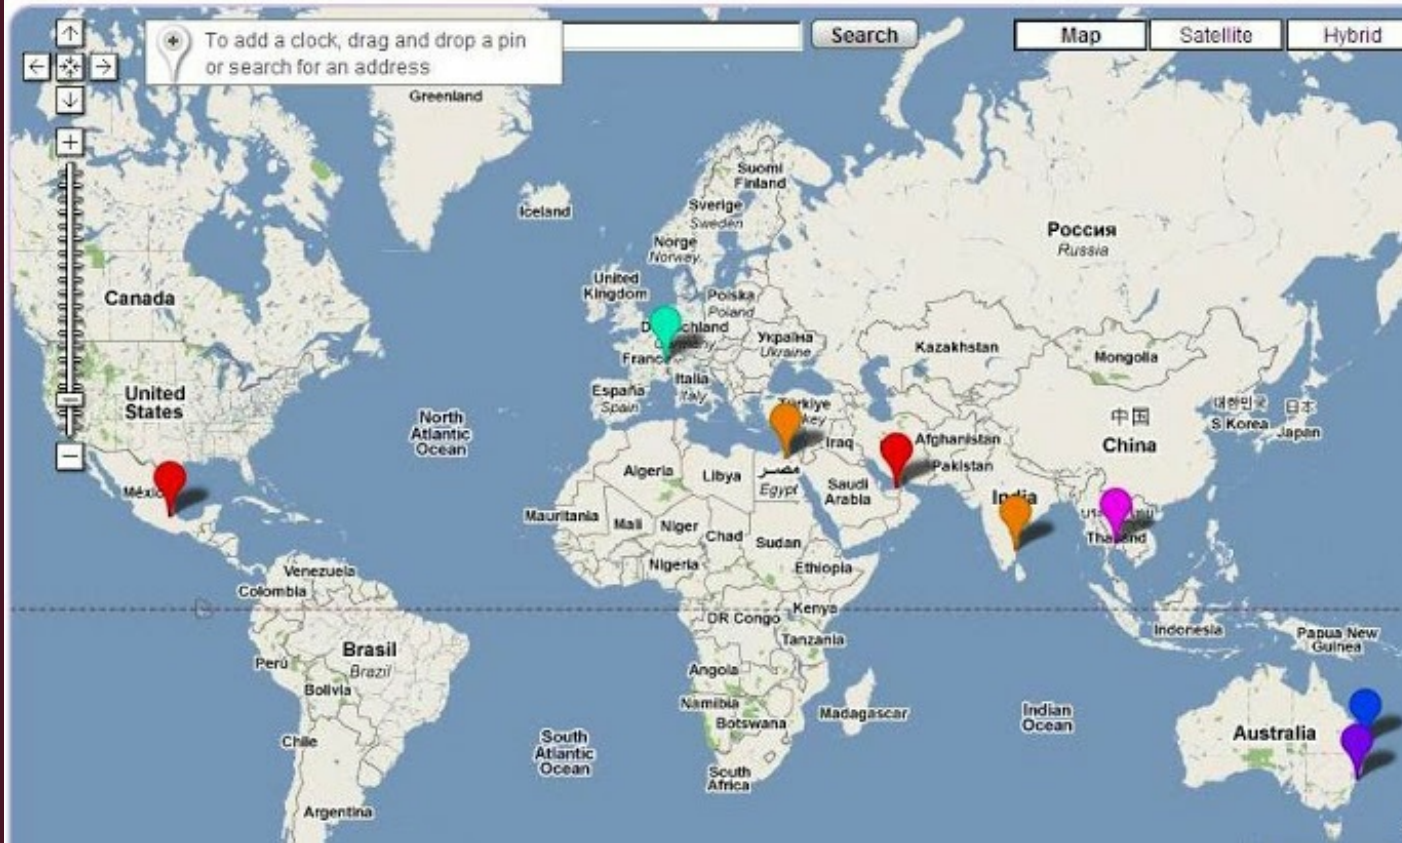 To add a clock, drag and drop a pin
or search for an address
Search
Map
Satellite
Hybrid
Greenland
Suomi
Finland
Iceland
Sverige
Sweden
Россия
Russia
Norge
Norway
United
Kingdom
Polska
Poland
Canada
Україна
Ukraine
Kazakhstan
Mongolia
Italia
Italy
España
Spain
United
States
North
Atlantic
Ocean
中国
China
대한민국
S Korea
日本
Japan
Iraq
Afghanistan
Pakistan
Algeria
Libya
مصر
Egypt
Saudi
Arabia
India
Mauritania
Mali
Niger
Chad
Sudan
Nigeria
Ethiopia
Venezuela
Colombia
DR Congo
Kenya
Tanzania
Indonesia
Papua New
Guinea
Brasil
Brazil
Perú
Bolivia
Angola
Namibia
Botswana
Madagascar
Indian
Ocean
Australia
Chile
South
Atlantic
Ocean
South
Africa
Argentina